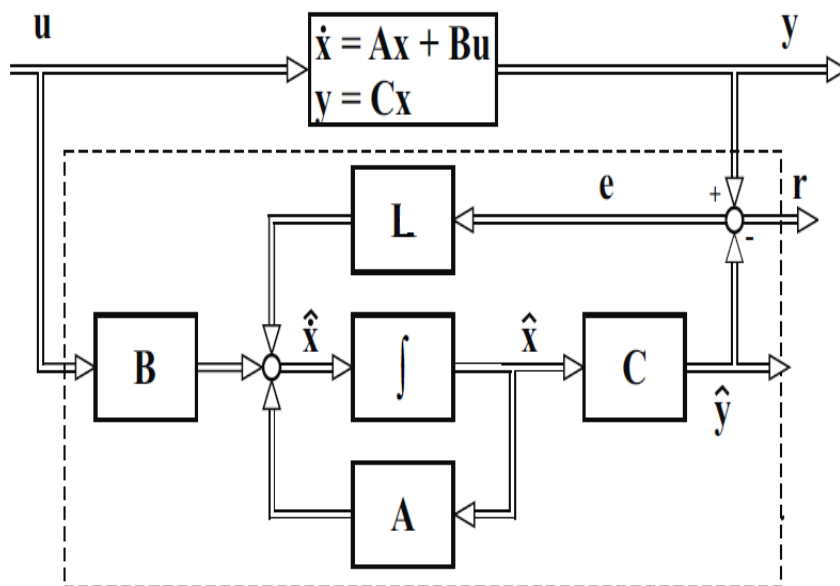 u
y
ẋ = Ax + Bu
y = Cx
L
e
+
r
-
B
x̂̇
∫
x̂
C
ŷ
A